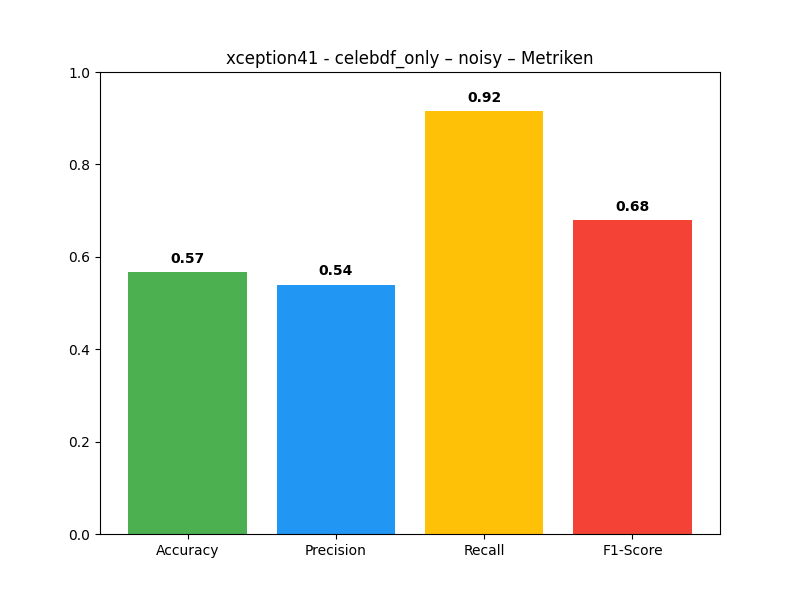 xception41 - celebdf_only – noisy – Metriken
1.0
0.8
0.6
0.4
0.2
0.0
0.57
0.54
0.92
0.68
Accuracy
Precision
Recall
F1-Score